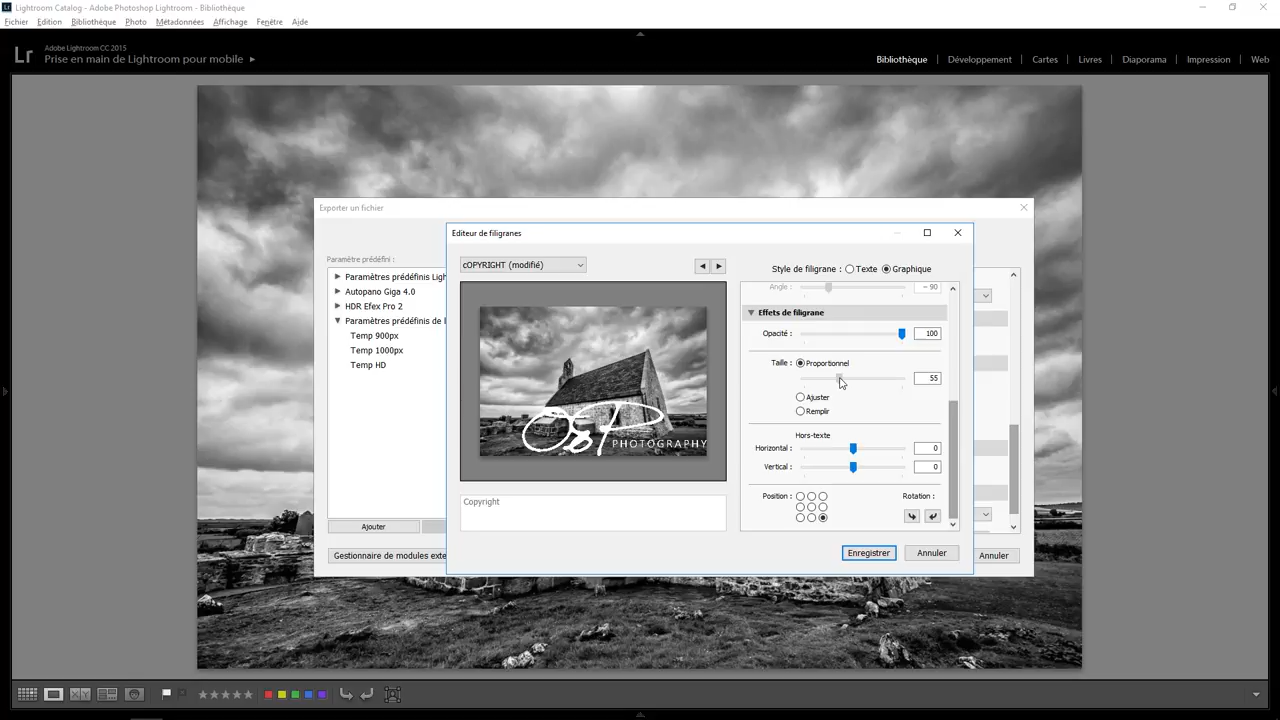 Lightroom Catalog - Adobe Photoshop Lightroom - Bibliothèque
Fichier Edition Bibliothèque Photo Métadonnées Affichage Fenêtre Aide
Lr
Adobe Lightroom CC 2015
Prise en main de Lightroom pour mobile
Bibliothèque | Développement | Cartes | Livres | Diaporama | Impression | Web
Exporter un fichier
Paramètre prédéfini :
Paramètres prédéfinis Ligh
Autopano Giga 4.0
HDR Efex Pro 2
Paramètres prédéfinis de l
Temp 900px
Temp 1000px
Temp HD
Ajouter
Gestionnaire de modules exte
Annuler
Editeur de filigranes
cOPYRIGHT (modifié)
Style de filigrane : Texte Graphique
PHOTOGRAPHY
Copyright
Angle : - 90
Effets de filigrane
Opacité : 100
Taille : Proportionnel
55
Ajuster
Remplir
Hors-texte
Horizontal : 0
Vertical : 0
Position : Rotation :
Enregistrer Annuler
XY